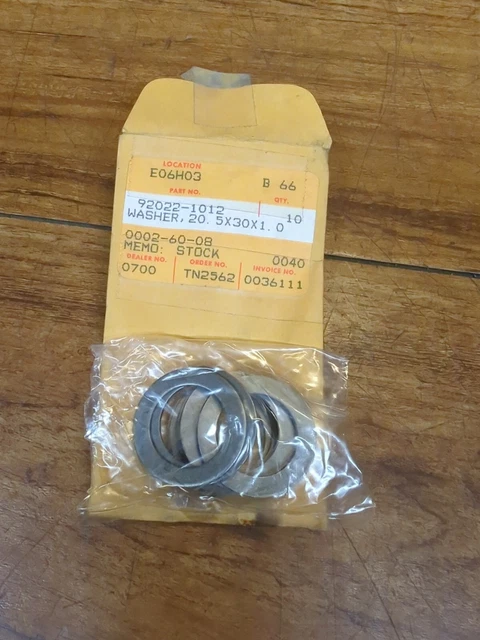 LOCATION
E06H03 B 66
PART NO. QTY.
92022-1012 10
WASHER, 20.5X30X1.0
0002-60-08
MEMO: STOCK 0040
DEALER NO. ORDER NO. INVOICE NO.
0700 TN2562 0036111